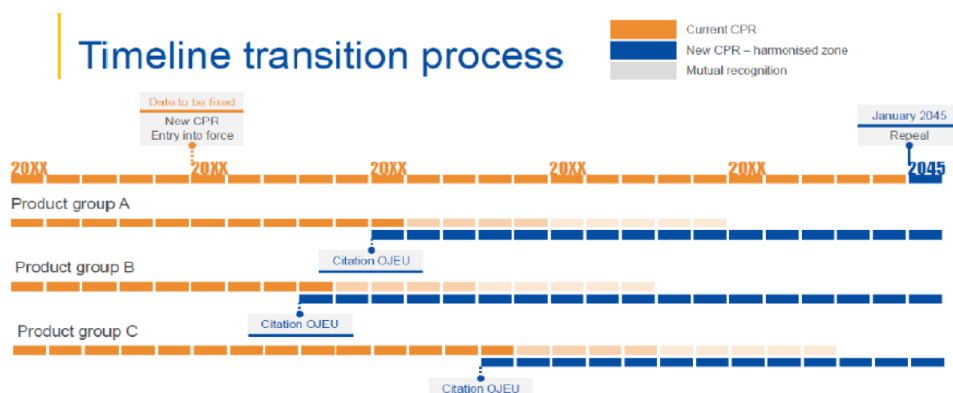 Timeline transition process
Current CPR
New CPR – harmonised zone
Mutual recognition
Date to be fixed
New CPR
Entry into force
January 2045
Repeal
20XX 20XX 20XX 20XX 20XX 2045
Product group A
Citation OJEU
Product group B
Citation OJEU
Product group C
Citation OJEU